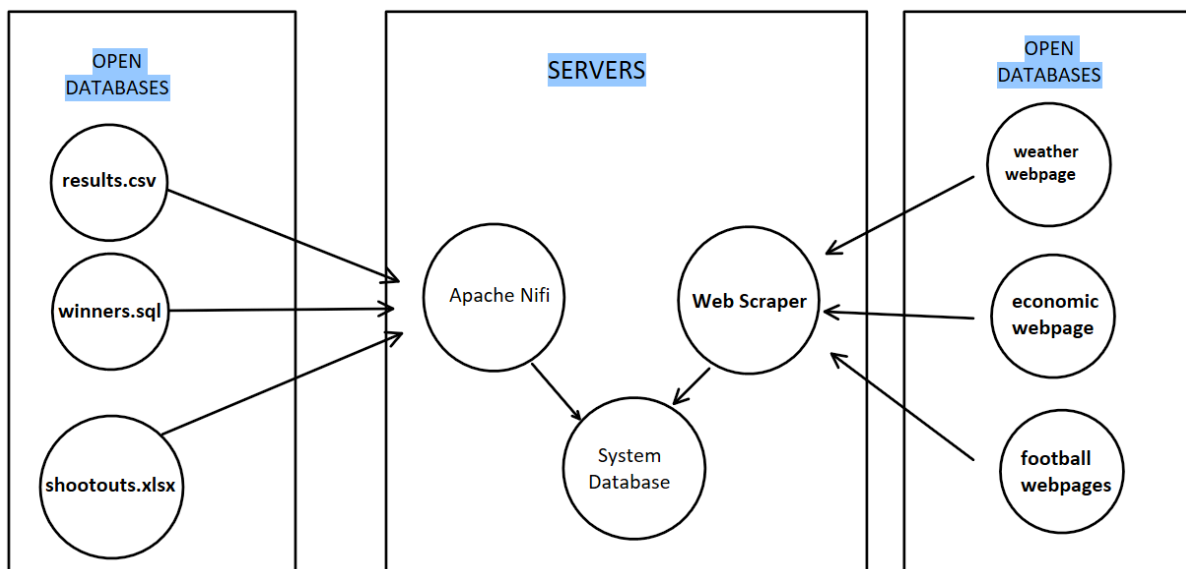 OPEN
DATABASES
results.csv
winners.sql
shootouts.xlsx
SERVERS
Apache Nifi
Web Scraper
System
Database
OPEN
DATABASES
weather
webpage
economic
webpage
football
webpages